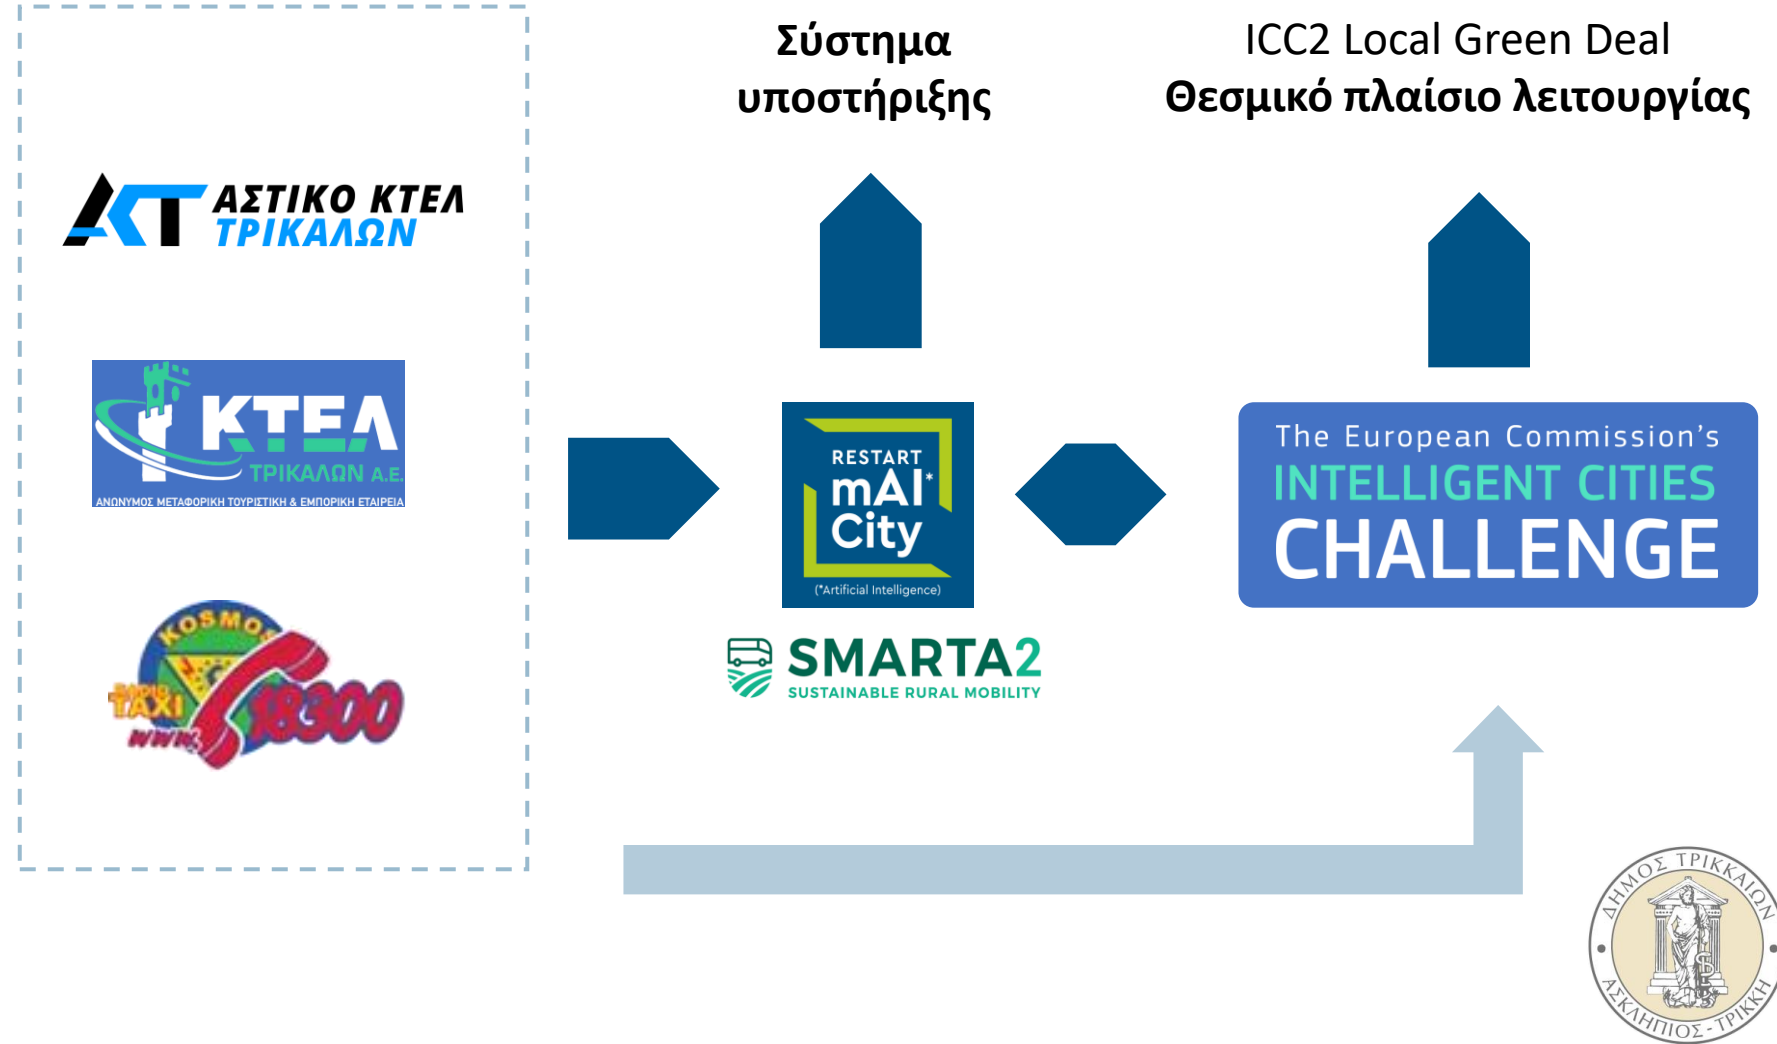 Σύστημα
υποστήριξης
ICC2 Local Green Deal
Θεσμικό πλαίσιο λειτουργίας
ΑΣΤΙΚΟ ΚΤΕΛ
ΤΡΙΚΑΛΩΝ
ΚΤΕΛ
ΤΡΙΚΑΛΩΝ Α.Ε.
ΑΝΩΝΥΜΟΣ ΜΕΤΑΦΟΡΙΚΗ ΤΟΥΡΙΣΤΙΚΗ & ΕΜΠΟΡΙΚΗ ΕΤΑΙΡΕΙΑ
KOSMOS
ΡΑΔΙΟ
TAXI
18300
www.
RESTART
mAI*
City
(*Artificial Intelligence)
SMARTA2
SUSTAINABLE RURAL MOBILITY
The European Commission's
INTELLIGENT CITIES
CHALLENGE
ΔΗΜΟΣ ΤΡΙΚΚΑΙΩΝ
ΑΣΚΛΗΠΙΟΣ - ΤΡΙΚΚΗ